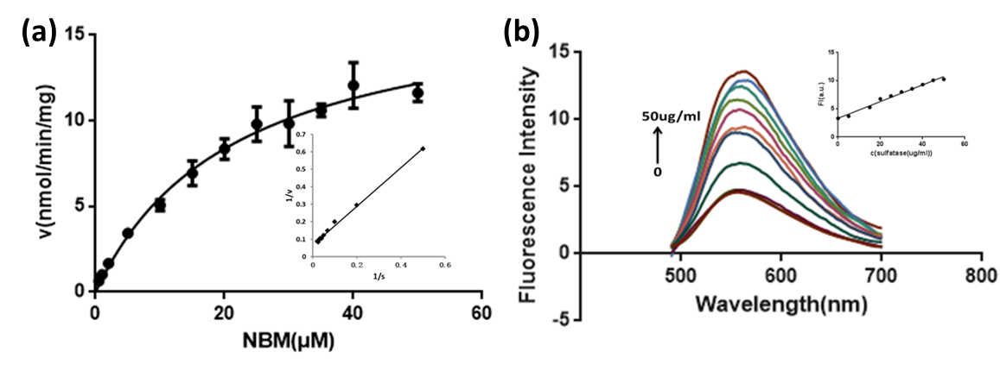 (a)
v(nmol/min/mg)
15
10
5
0
0 20 40 60
NBM(μM)
1/v
0.7
0.6
0.5
0.4
0.3
0.2
0.1
0
0 0.2 0.4 0.6
1/s
(b)
Fluorescence Intensity
15
10
5
0
-5
500 600 700 800
Wavelength(nm)
50ug/ml
0
FI(a.u.)
15
10
5
0
0 20 40 60
c(sulfatase(ug/ml))